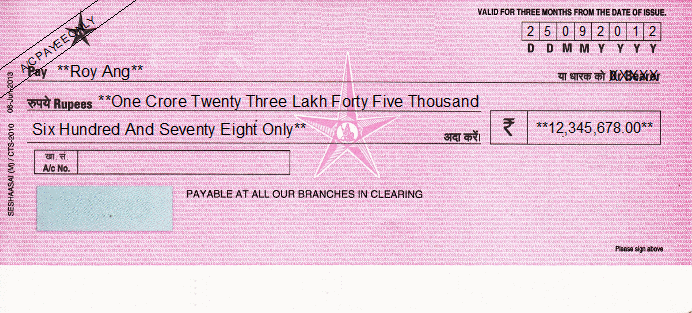 VALID FOR THREE MONTHS FROM THE DATE OF ISSUE.
A/C PAYEE ONLY
2 5 0 9 2 0 1 2
D D M M Y Y Y Y
Pay **Roy Ang**
या धारक को Or Bearer
रुपये Rupees **One Crore Twenty Three Lakh Forty Five Thousand
Six Hundred And Seventy Eight Only**
अदा करें।
₹ **12,345,678.00**
खा. सं.
A/c No.
PAYABLE AT ALL OUR BRANCHES IN CLEARING
SESHAASAI (M) / CTS-2010 06-Jun-2013
Please sign above